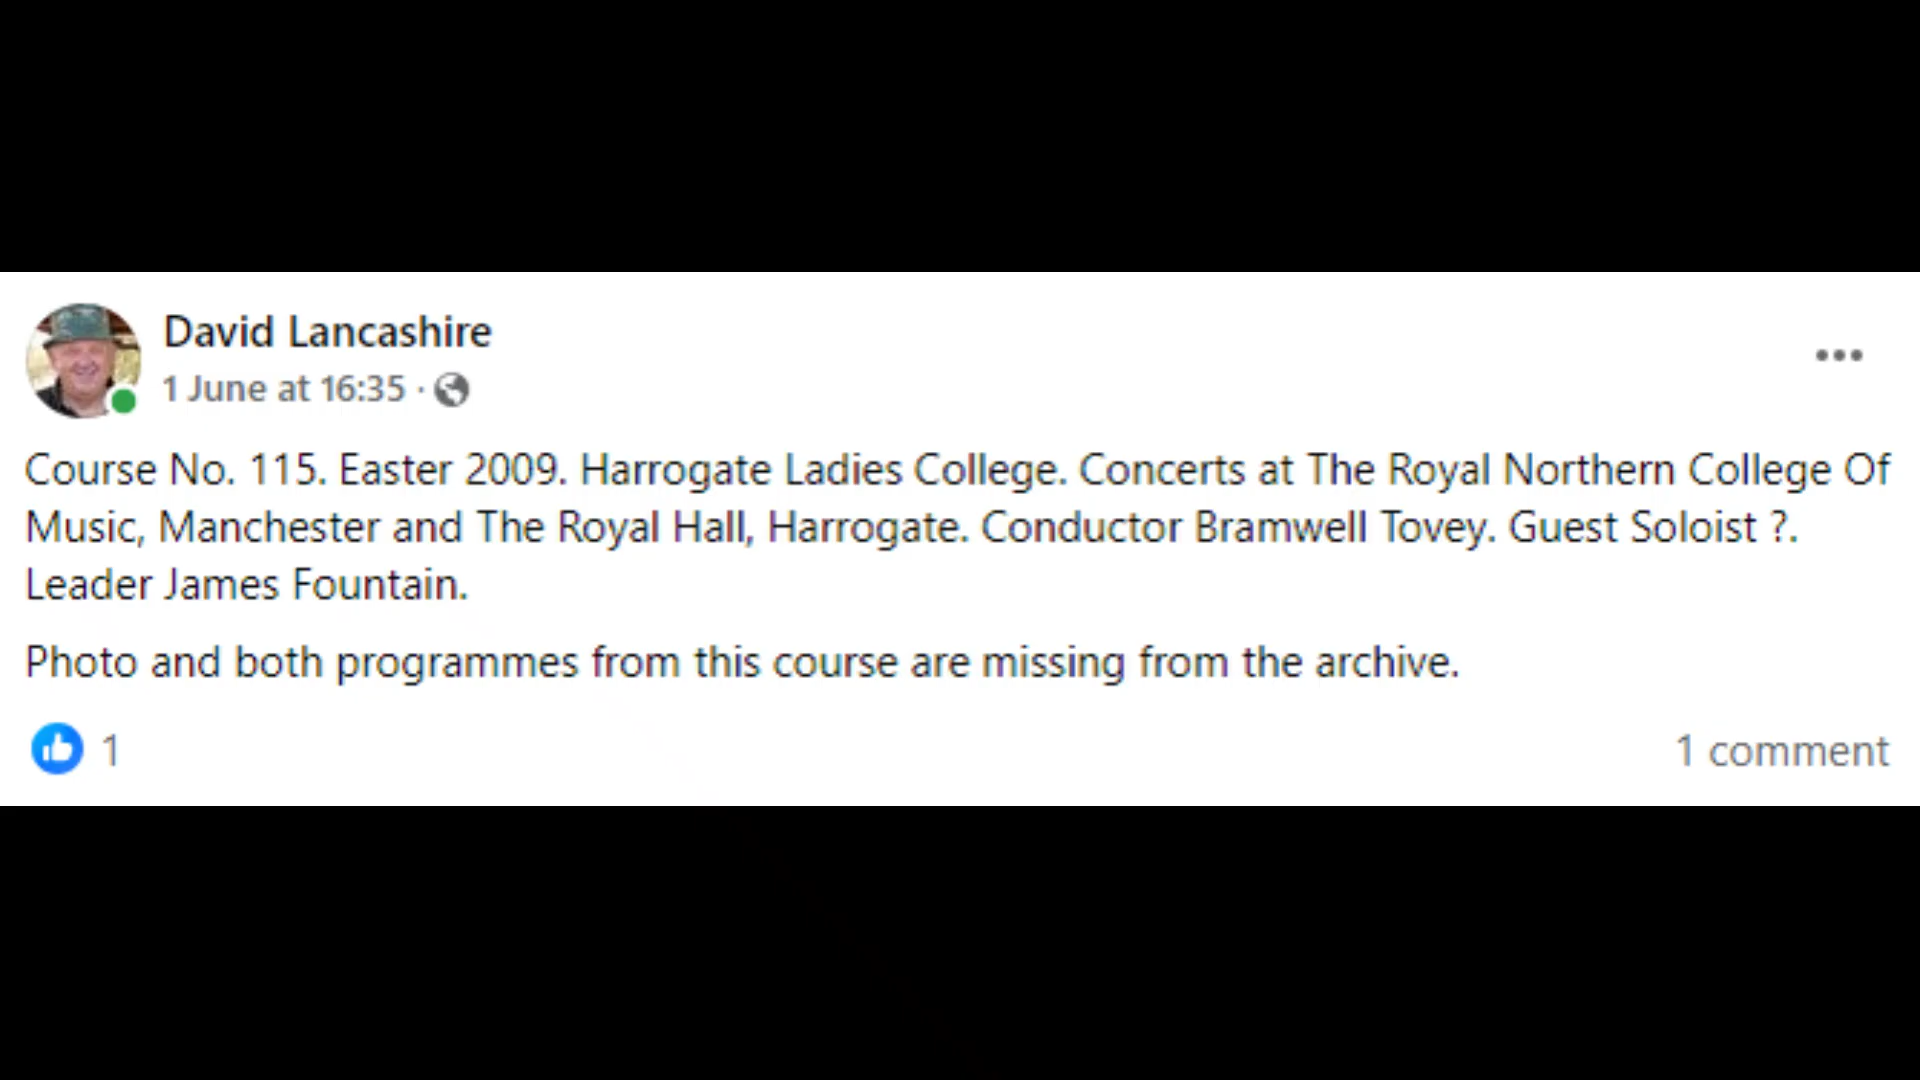 David Lancashire
1 June at 16:35 ·
Course No. 115. Easter 2009. Harrogate Ladies College. Concerts at The Royal Northern College Of
Music, Manchester and The Royal Hall, Harrogate. Conductor Bramwell Tovey. Guest Soloist ?.
Leader James Fountain.
Photo and both programmes from this course are missing from the archive.
1
1 comment